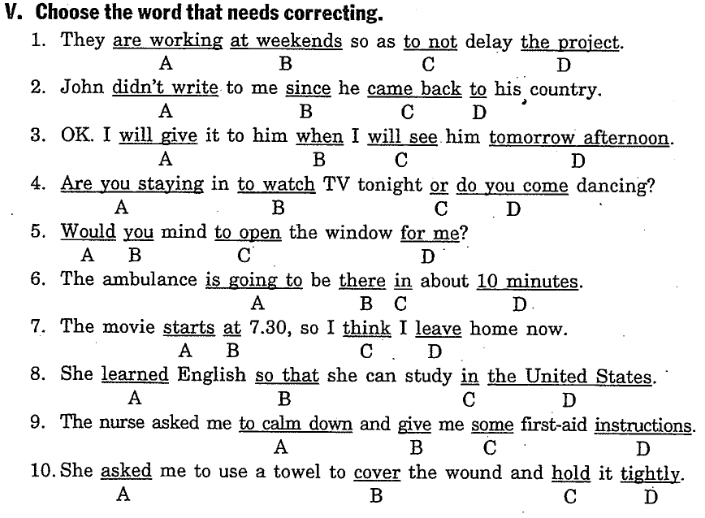 V. Choose the word that needs correcting.
1. They are working at weekends so as to not delay the project.
A B C D
2. John didn't write to me since he came back to his country.
A B C D
3. OK. I will give it to him when I will see him tomorrow afternoon.
A B C D
4. Are you staying in to watch TV tonight or do you come dancing?
A B C D
5. Would you mind to open the window for me?
A B C D
6. The ambulance is going to be there in about 10 minutes.
A B C D
7. The movie starts at 7.30, so I think I leave home now.
A B C D
8. She learned English so that she can study in the United States.
A B C D
9. The nurse asked me to calm down and give me some first-aid instructions.
A B C D
10. She asked me to use a towel to cover the wound and hold it tightly.
A B C D